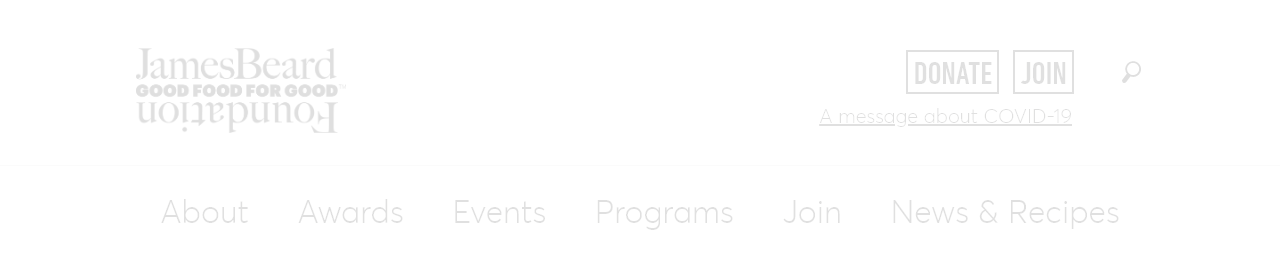 JamesBeard
GOOD FOOD FOR GOOD™
Foundation
DONATE
JOIN
A message about COVID-19
About
Awards
Events
Programs
Join
News & Recipes